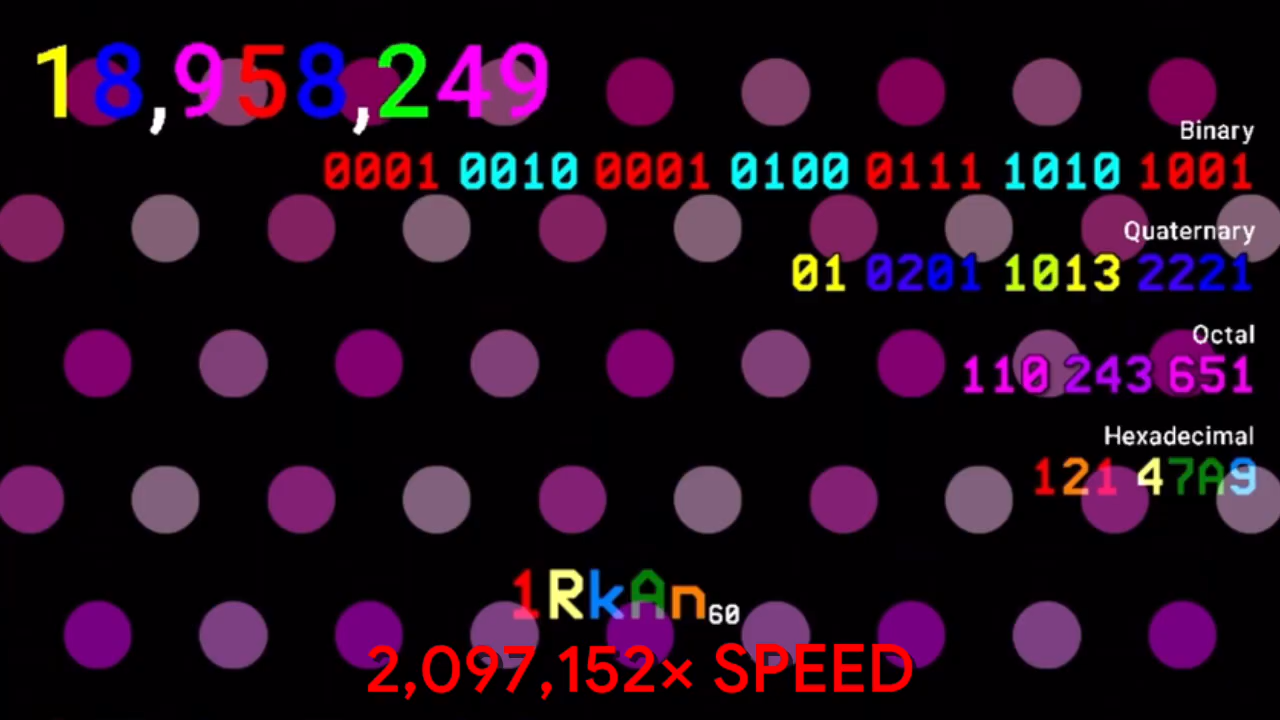 18,958,249
Binary
0001 0010 0001 0100 0111 1010 1001
Quaternary
01 0201 1013 2221
Octal
110 243 651
Hexadecimal
121 47A9
1RkAn60
2,097,152× SPEED